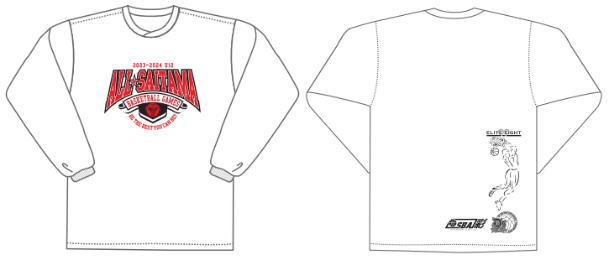 2023-2024 U12
ALL★SAITAMA
BASKETBALL GAMES
BE THE BEST YOU CAN BE!
ELITE EIGHT